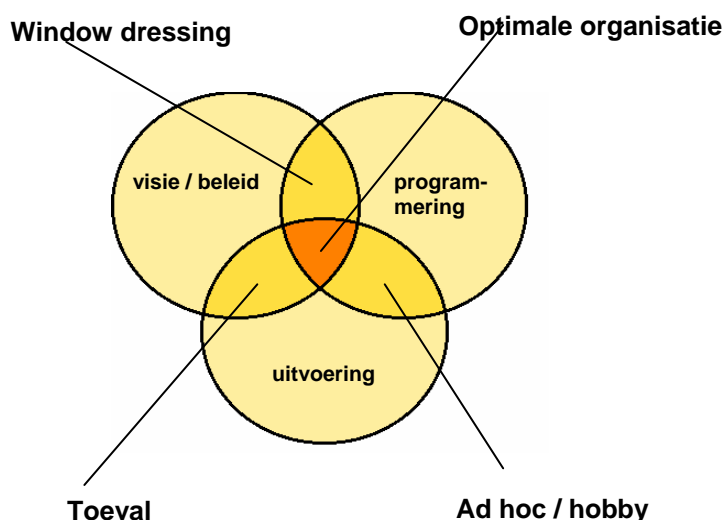 Window dressing
Optimale organisatie
visie / beleid
program-
mering
uitvoering
Toeval
Ad hoc / hobby